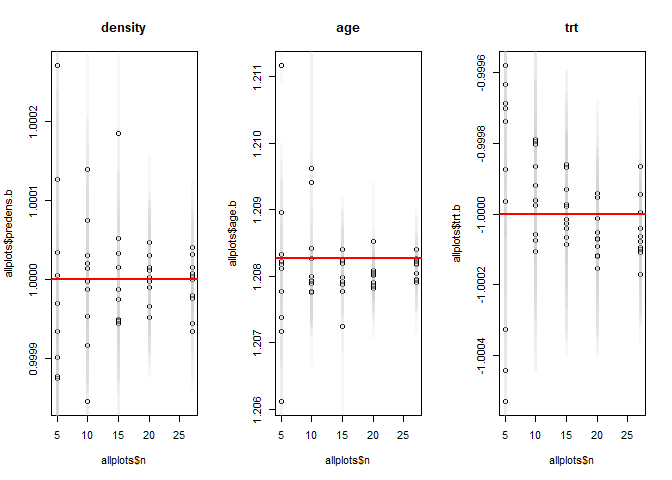 density
allplots$predens.b
0.9999 1.0000 1.0001 1.0002
5 10 15 20 25
allplots$n
age
allplots$age.b
1.206 1.207 1.208 1.209 1.210 1.211
5 10 15 20 25
allplots$n
trt
allplots$trt.b
-1.0004 -1.0002 -1.0000 -0.9998 -0.9996
5 10 15 20 25
allplots$n